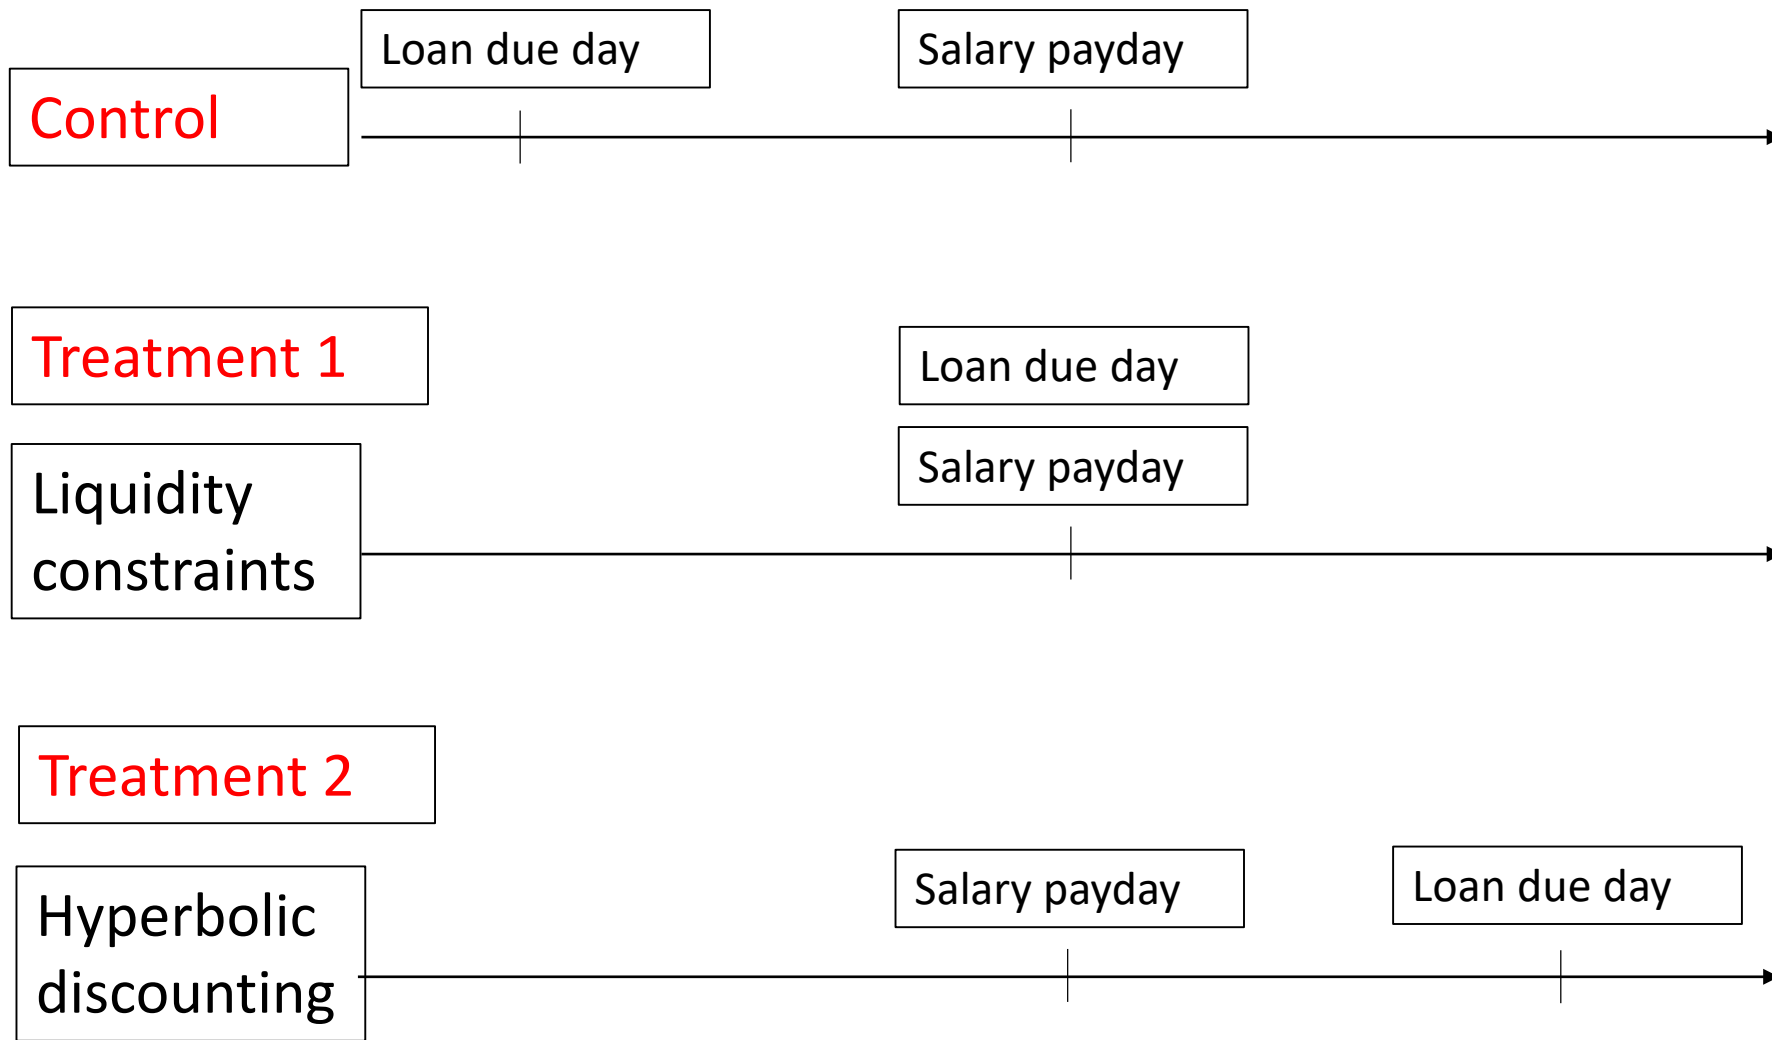 Loan due day
Salary payday
Control
Treatment 1
Loan due day
Salary payday
Liquidity
constraints
Treatment 2
Salary payday
Loan due day
Hyperbolic
discounting